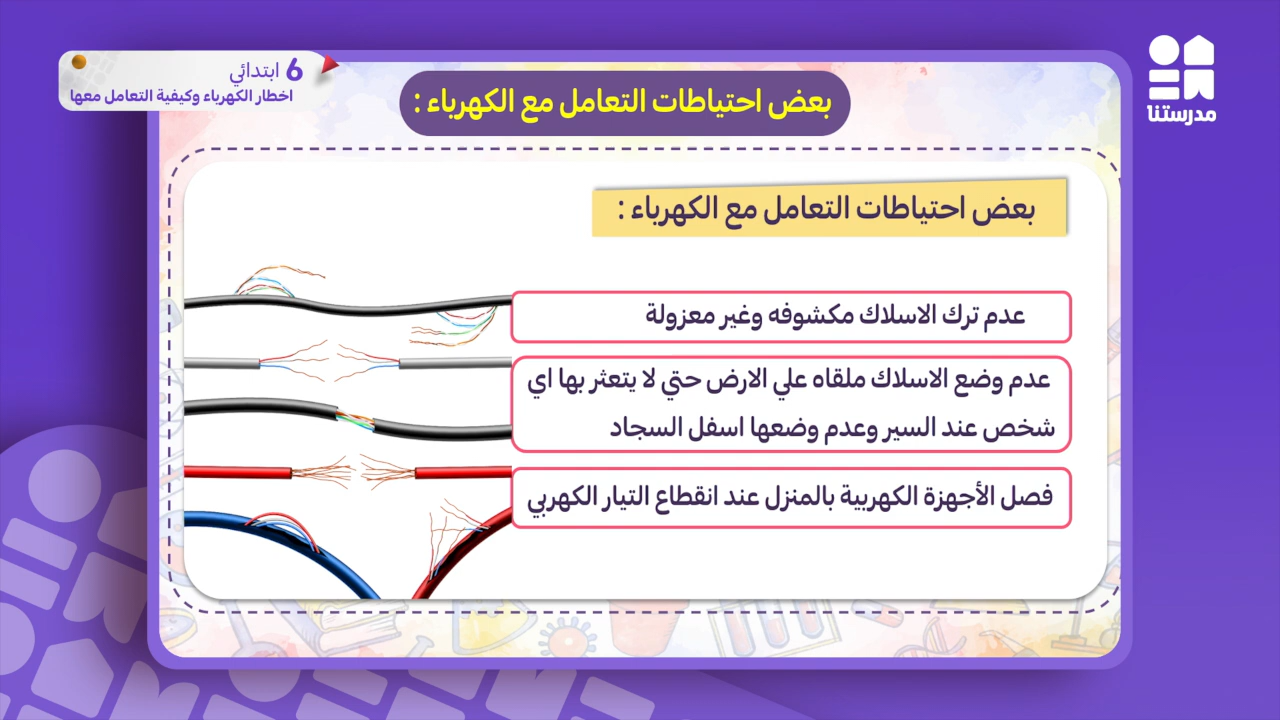 6 ابتدائي
اخطار الكهرباء وكيفية التعامل معها
مدرستنا
بعض احتياطات التعامل مع الكهرباء :
بعض احتياطات التعامل مع الكهرباء :
عدم ترك الاسلاك مكشوفه وغير معزولة
عدم وضع الاسلاك ملقاه علي الارض حتي لا يتعثر بها اي
شخص عند السير وعدم وضعها اسفل السجاد
فصل الأجهزة الكهربية بالمنزل عند انقطاع التيار الكهربي